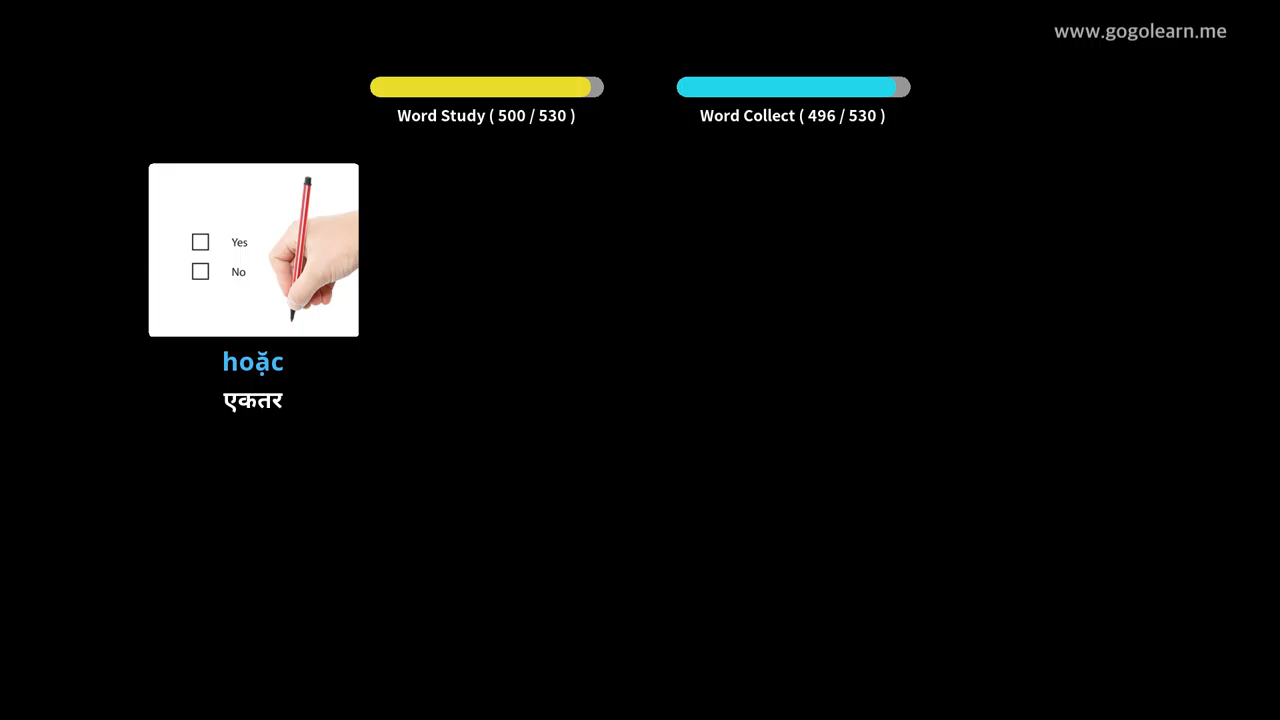 www.gogolearn.me
Word Study ( 500 / 530 )
Word Collect ( 496 / 530 )
Yes
No
hoặc
एकतर